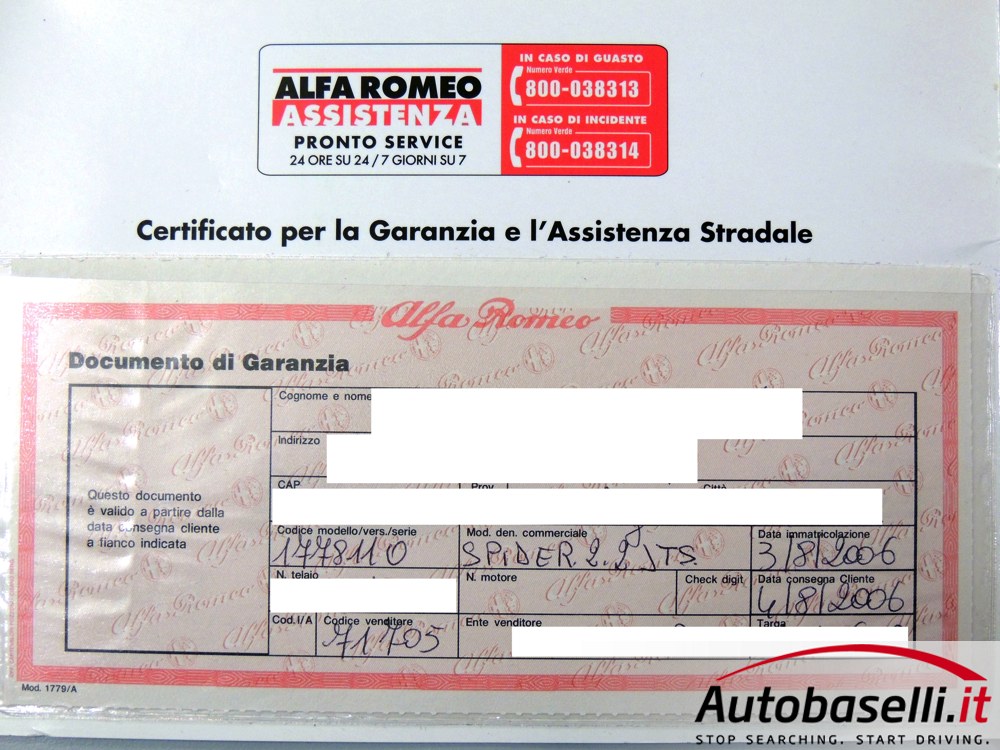 ALFA ROMEO
ASSISTENZA
PRONTO SERVICE
24 ORE SU 24 / 7 GIORNI SU 7
IN CASO DI GUASTO
Numero Verde
800-038313
IN CASO DI INCIDENTE
Numero Verde
800-038314
Certificato per la Garanzia e l'Assistenza Stradale
Alfa Romeo
Documento di Garanzia
Questo documento
è valido a partire dalla
data consegna cliente
a fianco indicata
Cognome e nome
Indirizzo
CAP Prov. Città
Codice modello/vers./serie Mod. den. commerciale Data immatricolazione
1778110 SPIDER 2.2 JTS 3/8/2006
N. telaio N. motore Check digit Data consegna Cliente
4/8/2006
Cod.I/A Codice venditore Ente venditore Targa
71705
Mod. 1779/A
Autobaselli.it
STOP SEARCHING. START DRIVING.